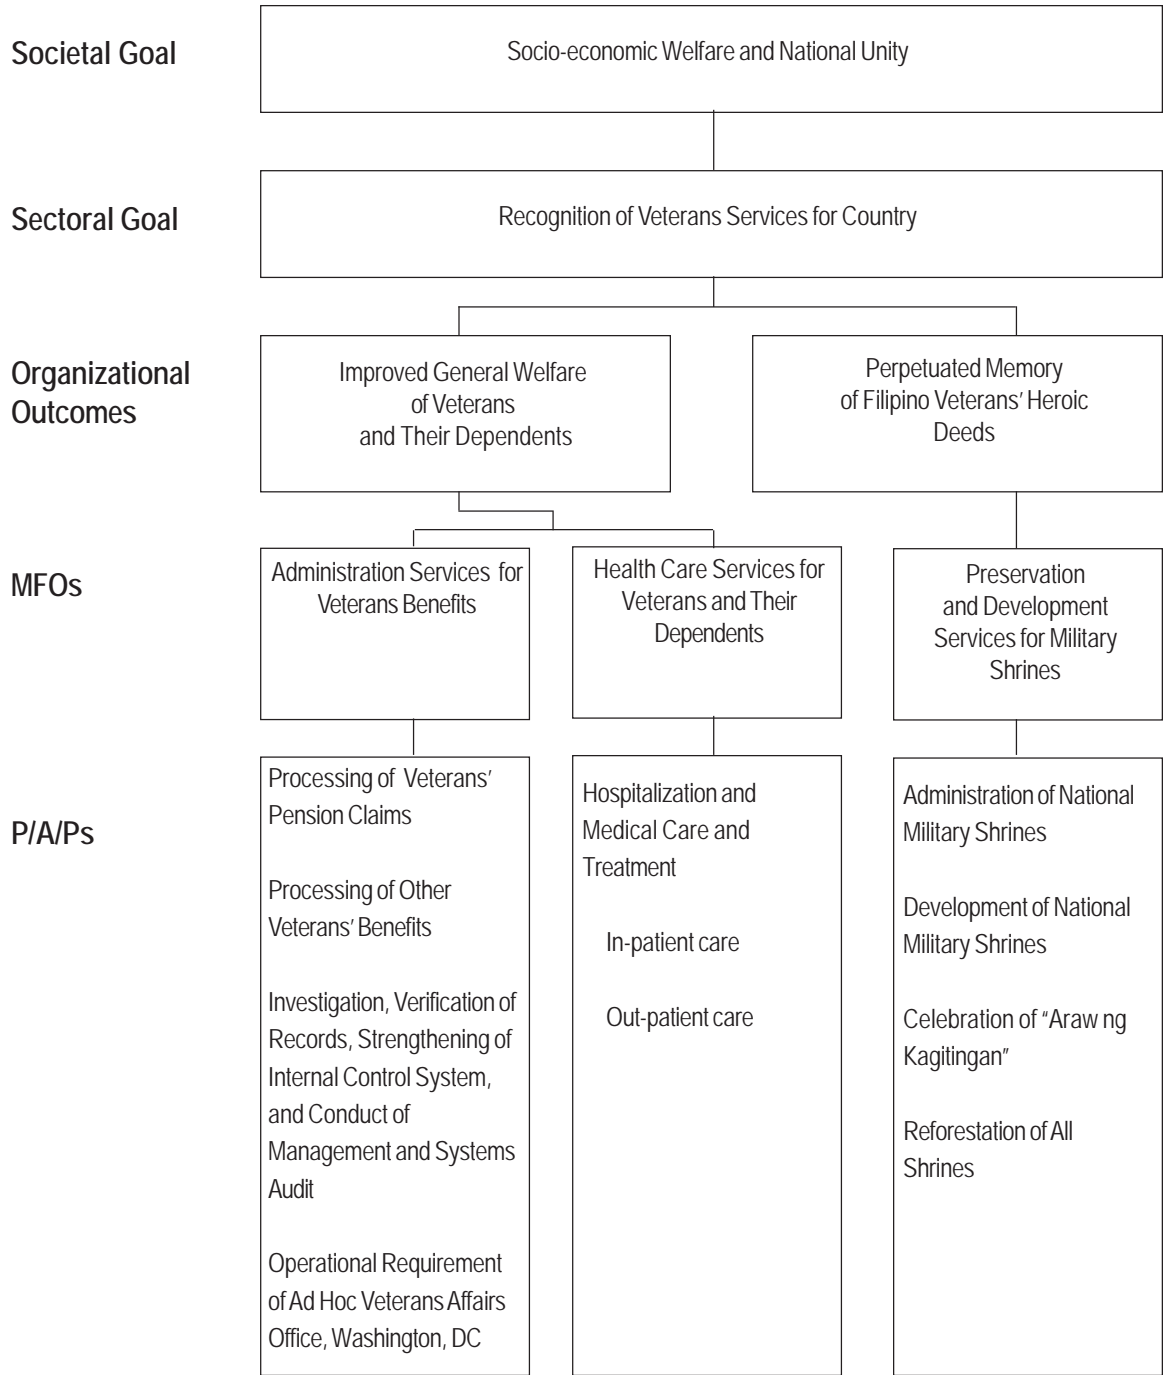 Societal Goal
Socio-economic Welfare and National Unity
Sectoral Goal
Recognition of Veterans Services for Country
Organizational
Outcomes
Improved General Welfare
of Veterans
and Their Dependents
Perpetuated Memory
of Filipino Veterans' Heroic
Deeds
MFOs
Administration Services for
Veterans Benefits
Health Care Services for
Veterans and Their
Dependents
Preservation
and Development
Services for Military
Shrines
P/A/Ps
Processing of Veterans'
Pension Claims
Processing of Other
Veterans' Benefits
Investigation, Verification of
Records, Strengthening of
Internal Control System,
and Conduct of
Management and Systems
Audit
Operational Requirement
of Ad Hoc Veterans Affairs
Office, Washington, DC
Hospitalization and
Medical Care and
Treatment
In-patient care
Out-patient care
Administration of National
Military Shrines
Development of National
Military Shrines
Celebration of "Araw ng
Kagitingan"
Reforestation of All
Shrines